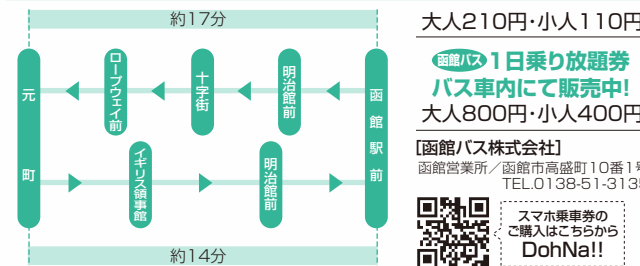 約17分
元町
ロープウェイ前
十字街
明治館前
函館駅前
イギリス領事館
明治館前
約14分
大人210円・小人110円
函館バス 1日乗り放題券
バス車内にて販売中!
大人800円・小人400円
[函館バス株式会社]
函館営業所／函館市高盛町10番1号
TEL.0138-51-3135
スマホ乗車券の
ご購入はこちらから
DohNa!!